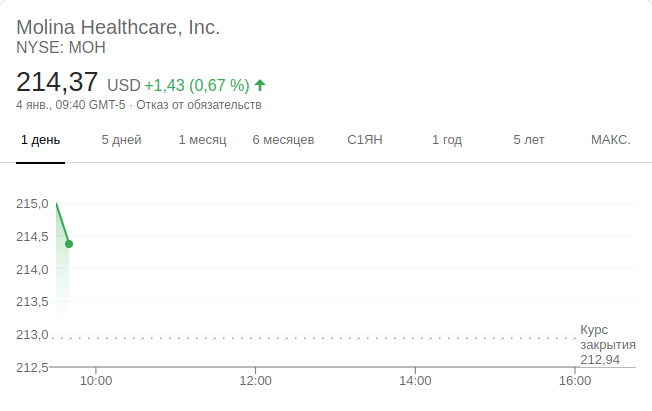 Molina Healthcare, Inc.
NYSE: MOH
214,37 USD +1,43 (0,67 %)
4 янв., 09:40 GMT-5 · Отказ от обязательств
1 день 5 дней 1 месяц 6 месяцев С1ЯН 1 год 5 лет МАКС.
215,0
214,5
214,0
213,5
213,0
212,5
Курс
закрытия
212,94
10:00 12:00 14:00 16:00